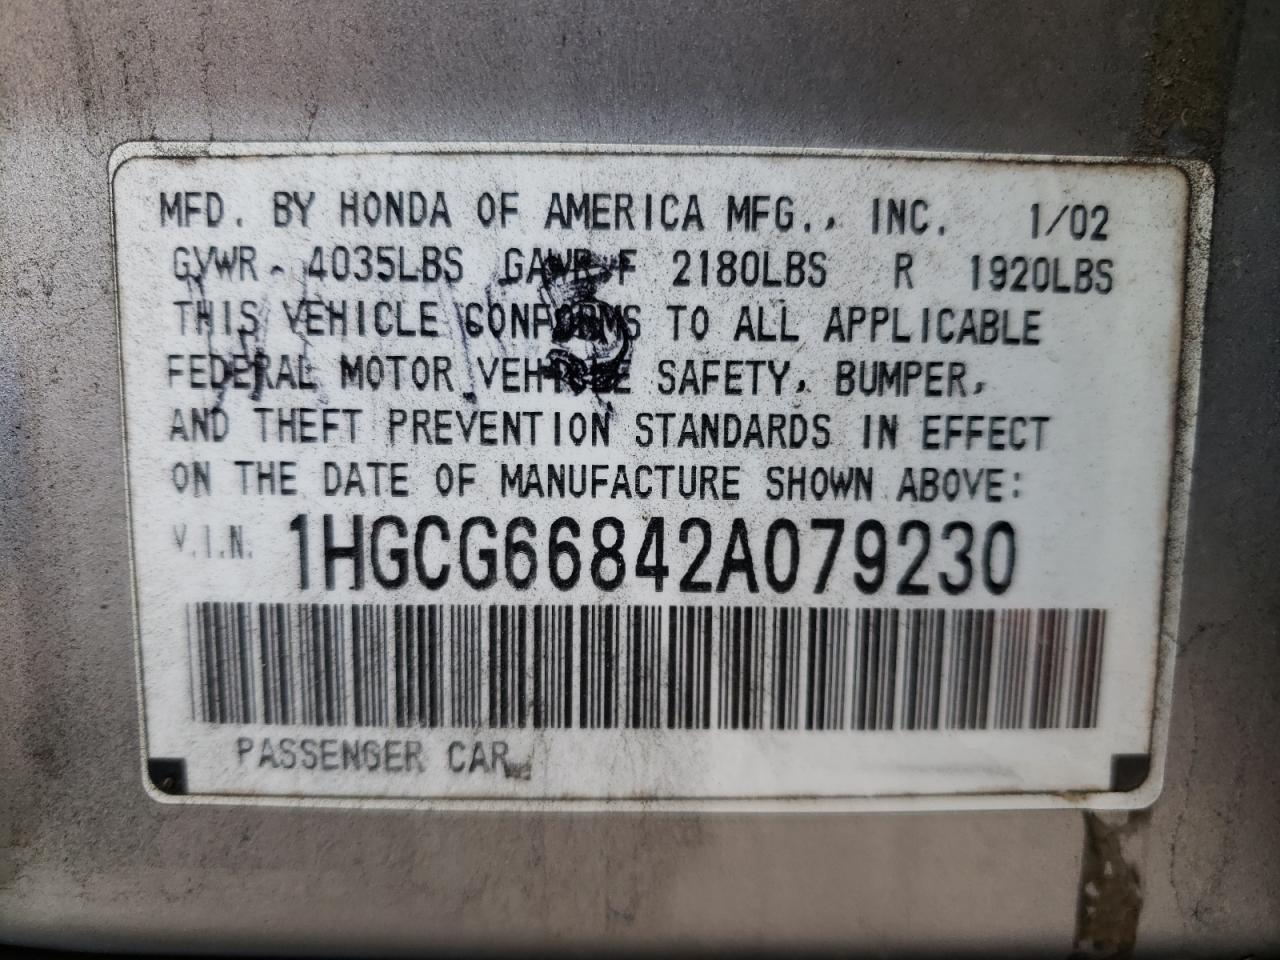 MFD. BY HONDA OF AMERICA MFG., INC. 1/02
GVWR - 4035LBS GAWR F 2180LBS R 1920LBS
THIS VEHICLE CONFORMS TO ALL APPLICABLE
FEDERAL MOTOR VEHICLE SAFETY, BUMPER,
AND THEFT PREVENTION STANDARDS IN EFFECT
ON THE DATE OF MANUFACTURE SHOWN ABOVE:
V.I.N. 1HGCG66842A079230
PASSENGER CAR